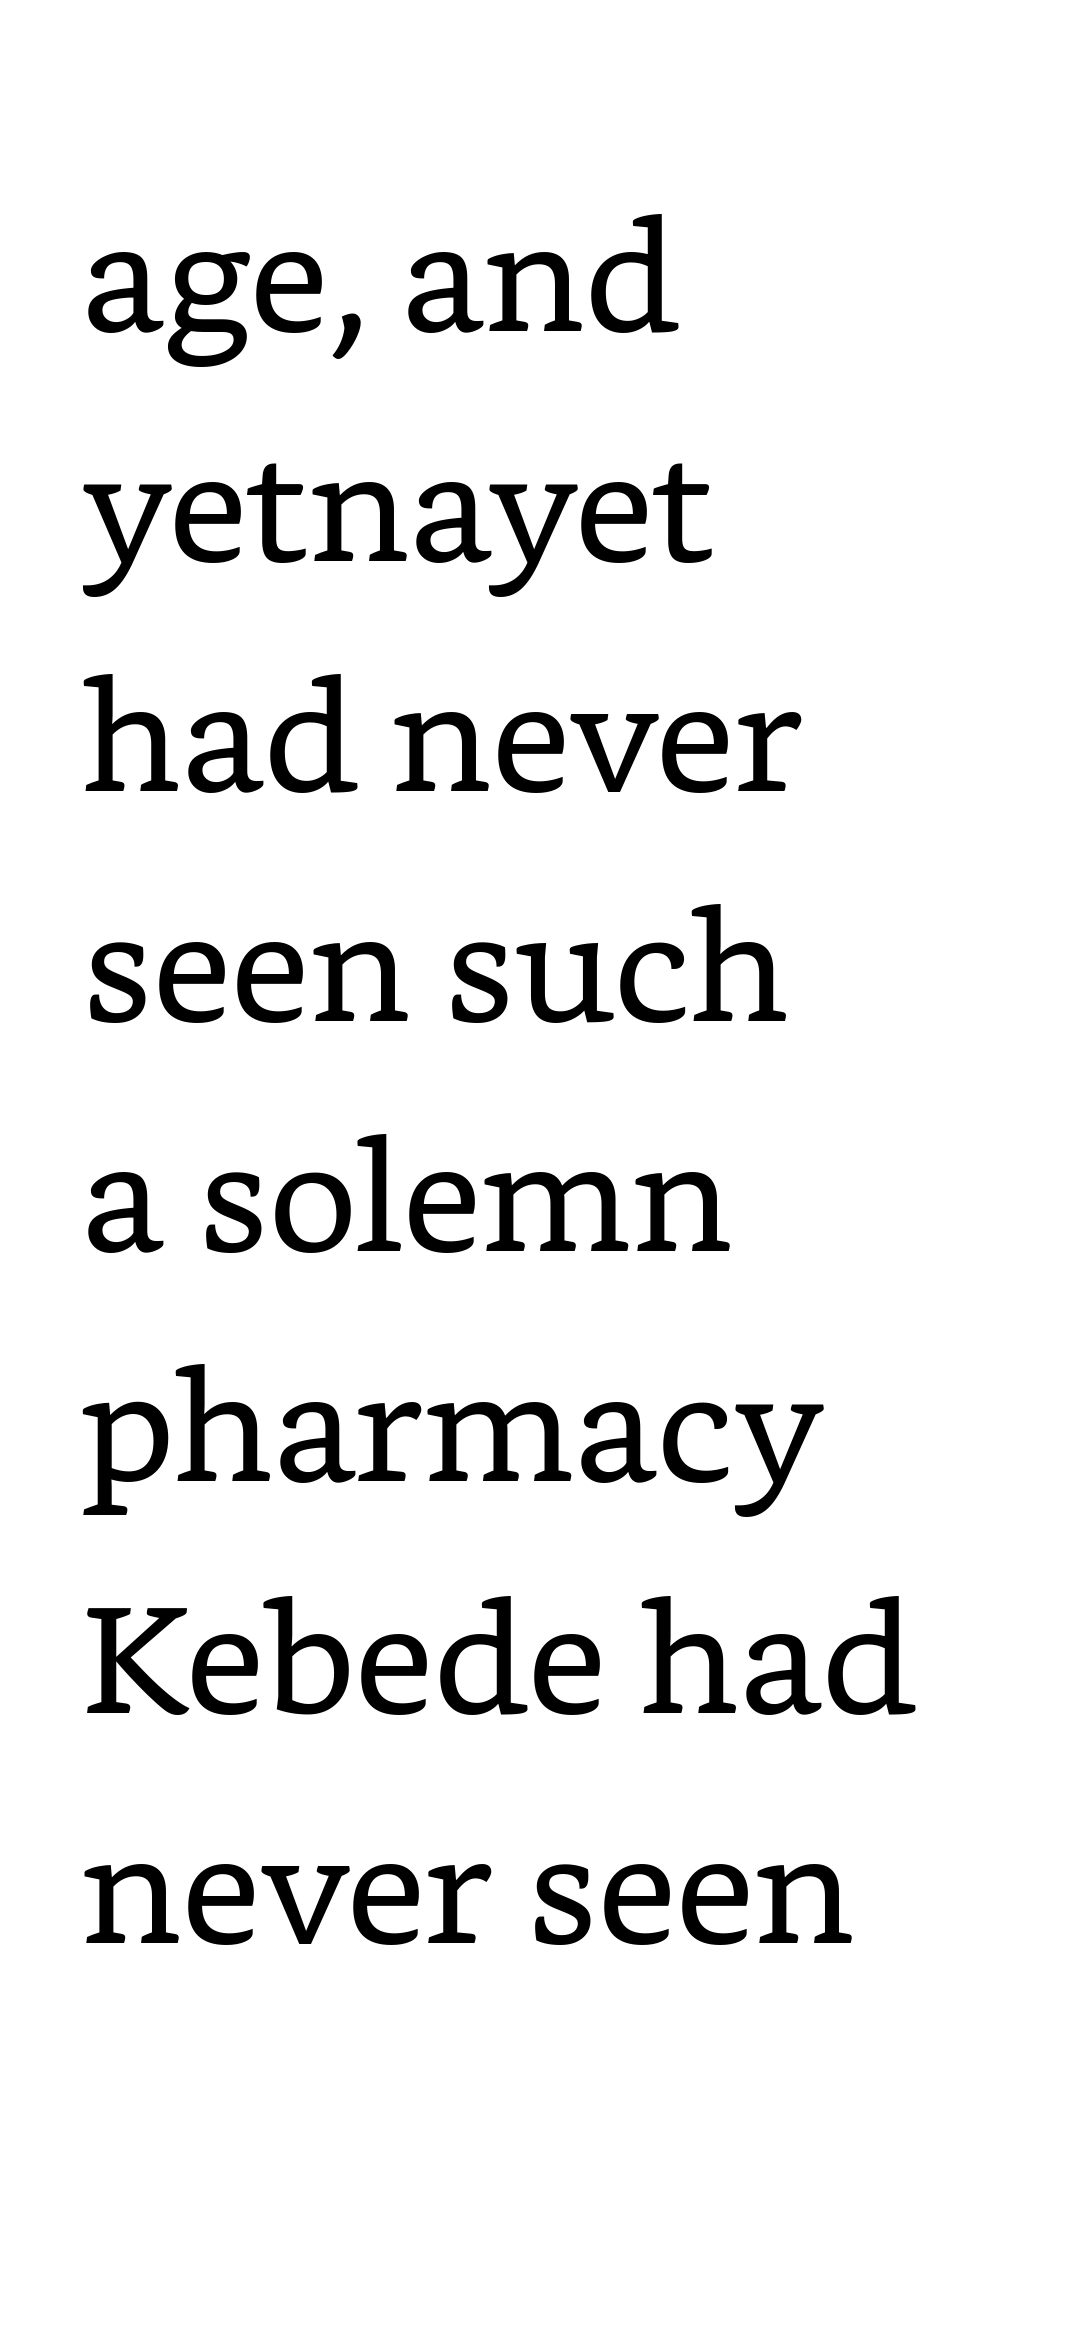 age, and
yetnayet
had never
seen such
a solemn
pharmacy
Kebede had
never seen